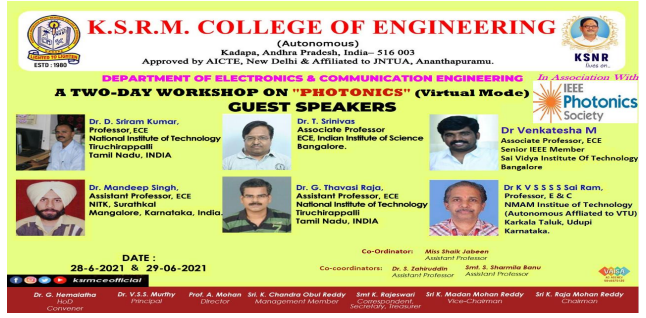 K.S.R.M. COLLEGE OF ENGINEERING
(Autonomous)
Kadapa, Andhra Pradesh, India– 516 003
Approved by AICTE, New Delhi & Affiliated to JNTUA, Ananthapuramu.
ESTD : 1980
KSNR
lives on..
DEPARTMENT OF ELECTRONICS & COMMUNICATION ENGINEERING
In Association With
A TWO-DAY WORKSHOP ON "PHOTONICS" (Virtual Mode)
IEEE
Photonics
Society
GUEST SPEAKERS
Dr. D. Sriram Kumar,
Professor, ECE
National Institute of Technology
Tiruchirappalli
Tamil Nadu, INDIA
Dr. T. Srinivas
Associate Professor
ECE, Indian Institute of Science
Bangalore.
Dr Venkatesha M
Associate Professor, ECE
Senior IEEE Member
Sai Vidya Institute Of Technology
Bangalore
Dr. Mandeep Singh,
Assistant Professor, ECE
NITK, Surathkal
Mangalore, Karnataka, India.
Dr. G. Thavasi Raja,
Assistant Professor, ECE
National Institute of Technology
Tiruchirappalli
Tamil Nadu, INDIA
Dr K V S S S S Sai Ram,
Professor, E & C
NMAM Institue of Technology
(Autonomous Affliated to VTU)
Karkala Taluk, Udupi
Karnataka.
DATE :
28-6-2021 & 29-06-2021
Co-Ordinator: Miss Shaik Jabeen
Assistant Professor
Co-coordinators: Dr. S. Zahiruddin
Assistant Professor
Smt. S. Sharmila Banu
Assistant Professor
ksrmceofficial
Dr. G. Hemalatha
HoD
Convener
Dr. V.S.S. Murthy
Principal
Prof. A. Mohan
Director
Sri. K. Chandra Obul Reddy
Management Member
Smt K. Rajeswari
Correspondent,
Secretary, Treasurer
Sri K. Madan Mohan Reddy
Vice-Chairman
Sri K. Raja Mohan Reddy
Chairman